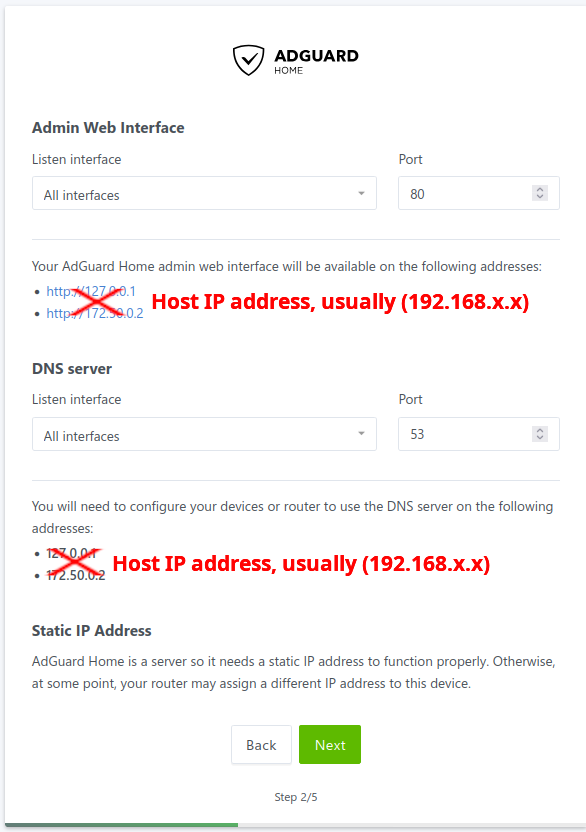 ADGUARD
HOME
Admin Web Interface
Listen interface Port
All interfaces 80
Your AdGuard Home admin web interface will be available on the following addresses:
• http://127.0.0.1
• http://172.50.0.2
Host IP address, usually (192.168.x.x)
DNS server
Listen interface Port
All interfaces 53
You will need to configure your devices or router to use the DNS server on the following
addresses:
• 127.0.0.1
• 172.50.0.2
Host IP address, usually (192.168.x.x)
Static IP Address
AdGuard Home is a server so it needs a static IP address to function properly. Otherwise,
at some point, your router may assign a different IP address to this device.
Back Next
Step 2/5